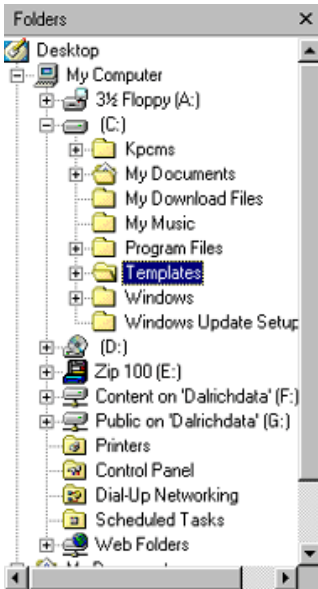 Folders
Desktop
My Computer
3½ Floppy (A:)
(C:)
Kpcms
My Documents
My Download Files
My Music
Program Files
Templates
Windows
Windows Update Setup
(D:)
Zip 100 (E:)
Content on 'Dalrichdata' (F:)
Public on 'Dalrichdata' (G:)
Printers
Control Panel
Dial-Up Networking
Scheduled Tasks
Web Folders